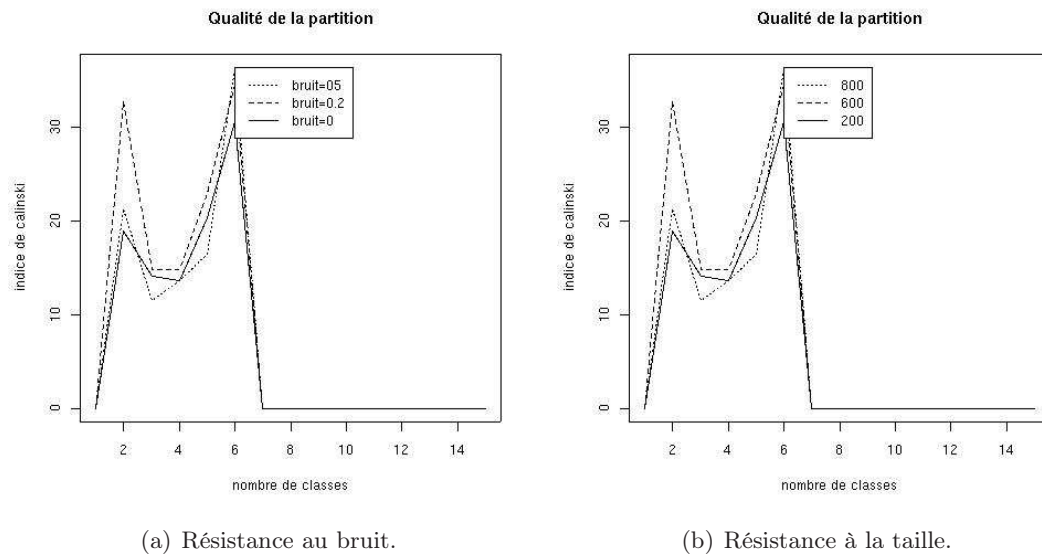 Qualité de la partition
indice de calinski
30
20
10
0
bruit=05
bruit=0.2
bruit=0
2 4 6 8 10 12 14
nombre de classes
(a) Résistance au bruit.
Qualité de la partition
indice de calinski
30
20
10
0
800
600
200
2 4 6 8 10 12 14
nombre de classes
(b) Résistance à la taille.